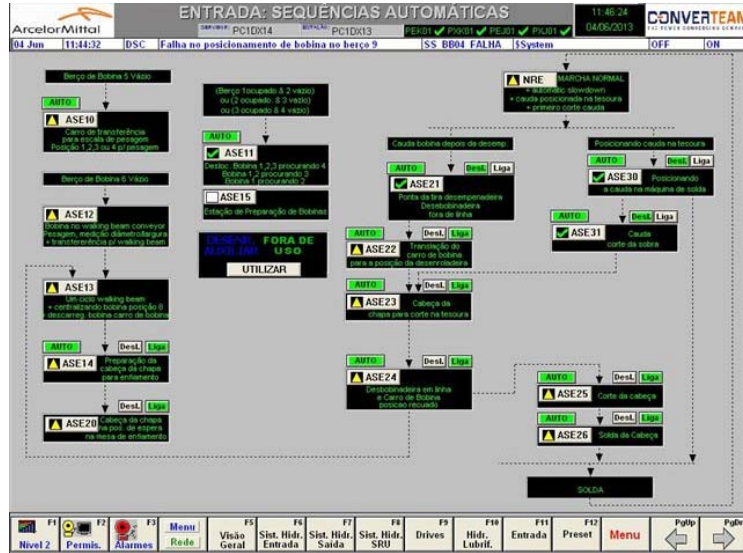 ArcelorMittal
ENTRADA: SEQUÊNCIAS AUTOMÁTICAS
PC1DX14
PC1DX13
PEK01 PXK01 PEJ01 PXJ01
11:46:24
04/06/2013
CONVERTEAM
04 Jun 11:44:32 DSC Falha no posicionamento de bobina no berço 9 SS BB04 FALHA $System OFF ON
Berço de Bobina 5 Vázio
AUTO
ASE10
Carro de transferência
para escala de pesagem
Posição 1,2,3 ou 4 p/ pesagem
Berço de Bobina 6 Vázio
ASE12
Bobina no walking beam conveyor
Pesagem, medição diâmetro/largura
+ transferência p/ walking beam
ASE13
Um ciclo walking beam
+ centralizando bobina posição 8
+ descarreg. bobina carro de bobina
AUTO Desl. Liga
ASE14
Preparação da
cabeça da chapa
para enfiamento
Desl. Liga
ASE20
Cabeça da chapa
na pos. de espera
na mesa de enfiamento
(Berço 1ocupado & 2 vazio)
ou (2 ocupado & 3 vazio)
ou (3 ocupado & 4 vazio)
AUTO
ASE11
Desloc. Bobina 1,2,3 procurando 4
Bobina 1,2 procurando 3
Bobina 1 procurando 2
ASE15
Estação de Preparação de Bobinas
FORA DE
USO
UTILIZAR
NRE
MARCHA NORMAL
+ automatic slowdown
+ cauda posicionada na tesoura
+ primeiro corte cauda
Cauda bobina depois da desemp.
AUTO Desl. Liga
ASE21
Ponta da tira desempenadeira
Desebobinadeira
fora de linha
AUTO Desl. Liga
ASE22
Translação do
carro de bobina
para a posição da desenroladeira
AUTO Desl. Liga
ASE23
Cabeça da
chapa para corte na tesoura
AUTO Desl. Liga
ASE24
Desbobinadeira em linha
e Carro de Bobina
posicao recuado
Posicionando cauda na tesoura
AUTO Desl. Liga
ASE30
Posicionando
a cauda na máquina de solda
AUTO Desl. Liga
ASE31
Cauda
corte da sobra
AUTO Desl. Liga
ASE25
Corte da cabeça
AUTO Desl. Liga
ASE26
Solda da Cabeça
SOLDA
F1 Nível 2
F2 Permis.
F3 Alarmes
Menu
Rede
F5 Visão Geral
F6 Sist. Hidr. Entrada
F7 Sist. Hidr. Saída
F8 Sist. Hidr. SRU
F9 Drives
F10 Hidr. Lubrif.
F11 Entrada
F12 Preset
Menu
PgUp
PgDn